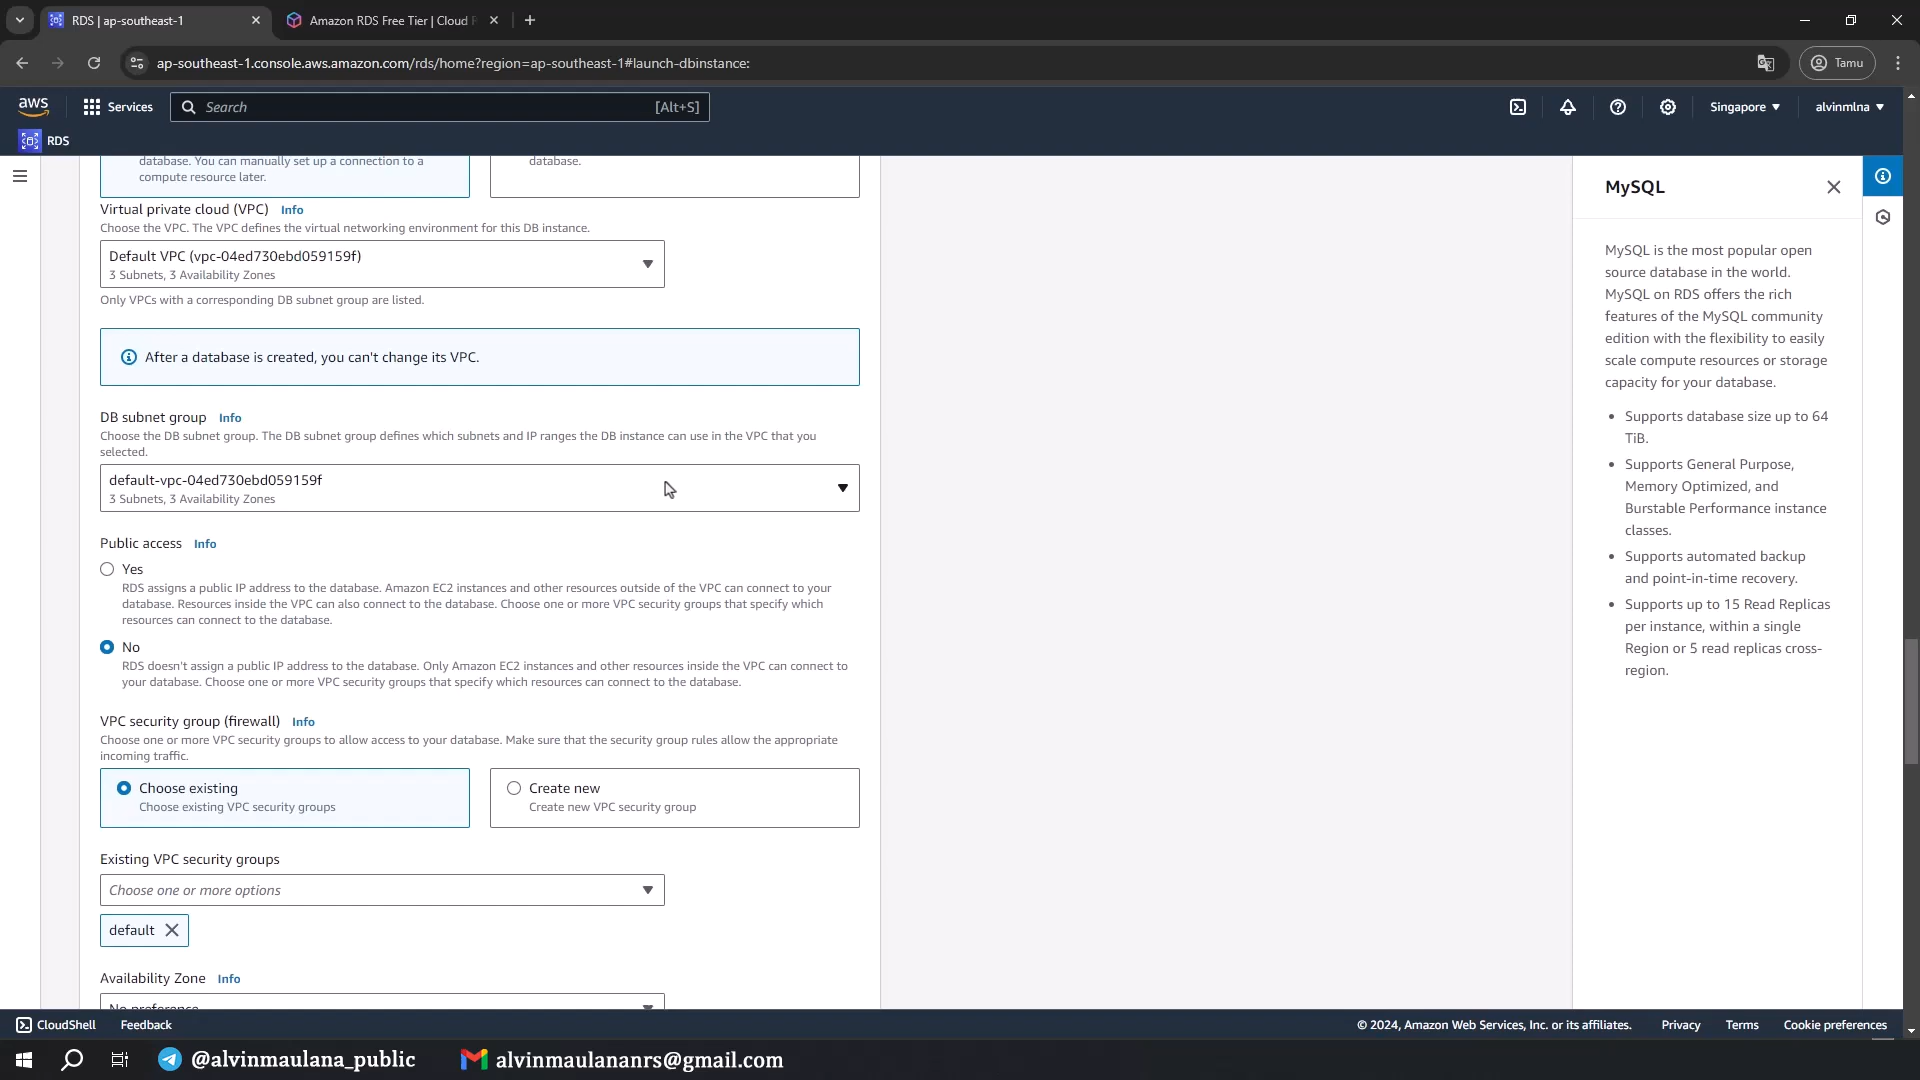 RDS | ap-southeast-1
Amazon RDS Free Tier | Cloud
ap-southeast-1.console.aws.amazon.com/rds/home?region=ap-southeast-1#launch-dbinstance:
Tamu
aws
Services
Search
[Alt+S]
Singapore
alvinmlna
RDS
database. You can manually set up a connection to a
compute resource later.
database.
Virtual private cloud (VPC) Info
Choose the VPC. The VPC defines the virtual networking environment for this DB instance.
Default VPC (vpc-04ed730ebd059159f)
3 Subnets, 3 Availability Zones
Only VPCs with a corresponding DB subnet group are listed.
After a database is created, you can't change its VPC.
DB subnet group Info
Choose the DB subnet group. The DB subnet group defines which subnets and IP ranges the DB instance can use in the VPC that you
selected.
default-vpc-04ed730ebd059159f
3 Subnets, 3 Availability Zones
Public access Info
Yes
RDS assigns a public IP address to the database. Amazon EC2 instances and other resources outside of the VPC can connect to your
database. Resources inside the VPC can also connect to the database. Choose one or more VPC security groups that specify which
resources can connect to the database.
No
RDS doesn't assign a public IP address to the database. Only Amazon EC2 instances and other resources inside the VPC can connect to
your database. Choose one or more VPC security groups that specify which resources can connect to the database.
VPC security group (firewall) Info
Choose one or more VPC security groups to allow access to your database. Make sure that the security group rules allow the appropriate
incoming traffic.
Choose existing
Choose existing VPC security groups
Create new
Create new VPC security group
Existing VPC security groups
Choose one or more options
default
Availability Zone Info
No preference
MySQL
MySQL is the most popular open
source database in the world.
MySQL on RDS offers the rich
features of the MySQL community
edition with the flexibility to easily
scale compute resources or storage
capacity for your database.
• Supports database size up to 64
TiB.
• Supports General Purpose,
Memory Optimized, and
Burstable Performance instance
classes.
• Supports automated backup
and point-in-time recovery.
• Supports up to 15 Read Replicas
per instance, within a single
Region or 5 read replicas cross-
region.
CloudShell
Feedback
© 2024, Amazon Web Services, Inc. or its affiliates.
Privacy
Terms
Cookie preferences
@alvinmaulana_public
alvinmaulananrs@gmail.com